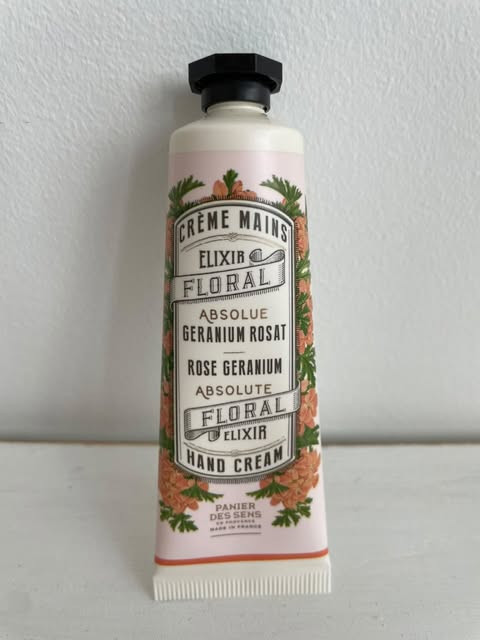 CRÈME MAINS
ELIXIR
FLORAL
ABSOLUE
GERANIUM ROSAT
ROSE GERANIUM
ABSOLUTE
FLORAL
ELIXIR
HAND CREAM
PANIER
DES SENS
EN PROVENCE
MADE IN FRANCE